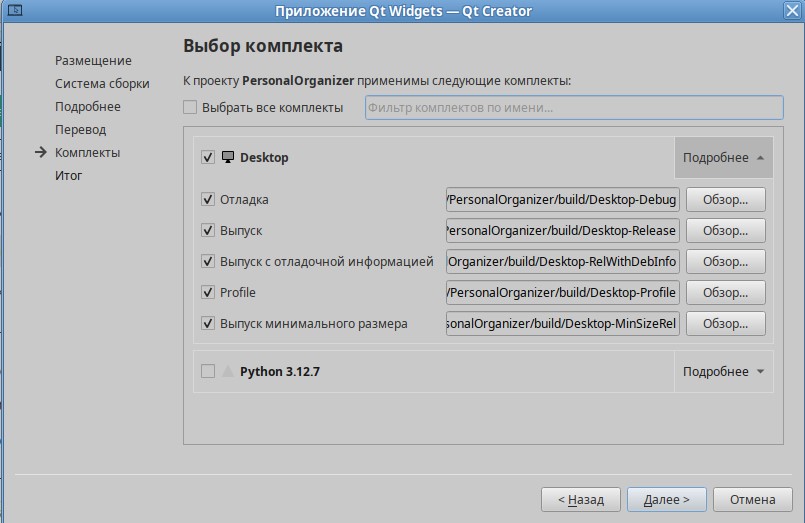 Приложение Qt Widgets — Qt Creator
Размещение
Система сборки
Подробнее
Перевод
Комплекты
Итог
Выбор комплекта
К проекту PersonalOrganizer применимы следующие комплекты:
Выбрать все комплекты
Фильтр комплектов по имени...
Desktop
Подробнее
Отладка
/PersonalOrganizer/build/Desktop-Debug
Обзор...
Выпуск
PersonalOrganizer/build/Desktop-Release
Обзор...
Выпуск с отладочной информацией
Organizer/build/Desktop-RelWithDebInfo
Обзор...
Profile
/PersonalOrganizer/build/Desktop-Profile
Обзор...
Выпуск минимального размера
sonalOrganizer/build/Desktop-MinSizeRel
Обзор...
Python 3.12.7
Подробнее
< Назад
Далее >
Отмена